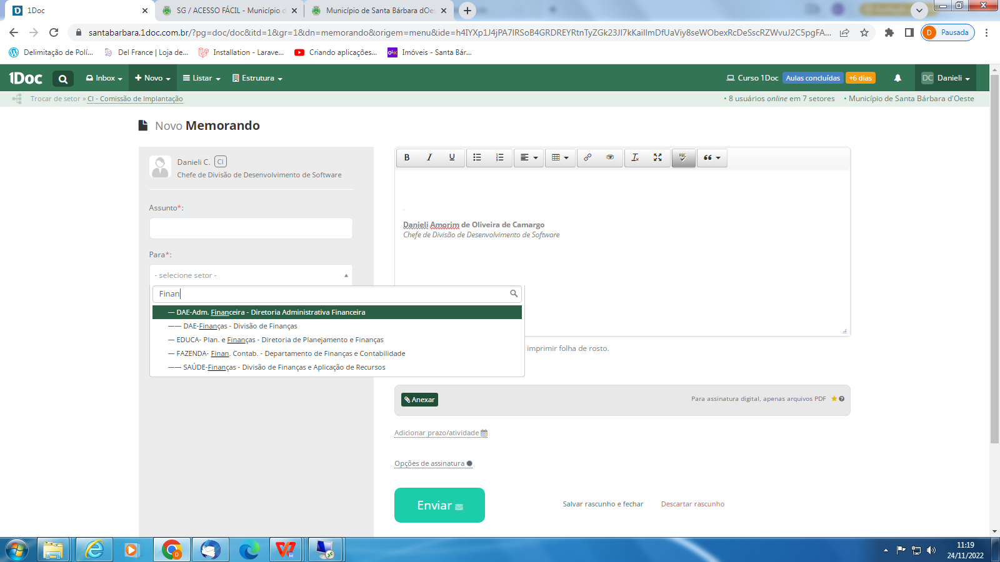 1Doc
SG / ACESSO FÁCIL - Município d
Município de Santa Bárbara dOes
santabarbara.1doc.com.br/?pg=doc/doc&itd=1&gr=1&dn=memorando&origem=menu&ide=h4IYXp1J4jPA7lRSoB4GRDREYRtnTyZGk23Jl7kKaiIlmDfUaViy8seWObexRcDeSscRZWvuJ2C5pgFA...
D Pausada
Delimitação de Polí...
Del France | Loja de...
Installation - Larave...
Criando aplicações...
Imóveis - Santa Bár...
1Doc
Inbox
Novo
Listar
Estrutura
Curso 1Doc
Aulas concluídas
+6 dias
DC Danieli
Trocar de setor » CI - Comissão de Implantação
• 8 usuários online em 7 setores
• Município de Santa Bárbara d'Oeste
Novo Memorando
Danieli C. CI
Chefe de Divisão de Desenvolvimento de Software
Assunto*:
Para*:
- selecione setor -
Finan
— DAE-Adm. Financeira - Diretoria Administrativa Financeira
—— DAE-Finanças - Divisão de Finanças
— EDUCA- Plan. e Finanças - Diretoria de Planejamento e Finanças
— FAZENDA- Finan. Contab. - Departamento de Finanças e Contabilidade
—— SAÚDE-Finanças - Divisão de Finanças e Aplicação de Recursos
B I U
Danieli Amorim de Oliveira de Camargo
Chefe de Divisão de Desenvolvimento de Software
imprimir folha de rosto.
Anexar
Para assinatura digital, apenas arquivos PDF
Adicionar prazo/atividade
Opções de assinatura
Enviar
Salvar rascunho e fechar
Descartar rascunho
11:19
24/11/2022